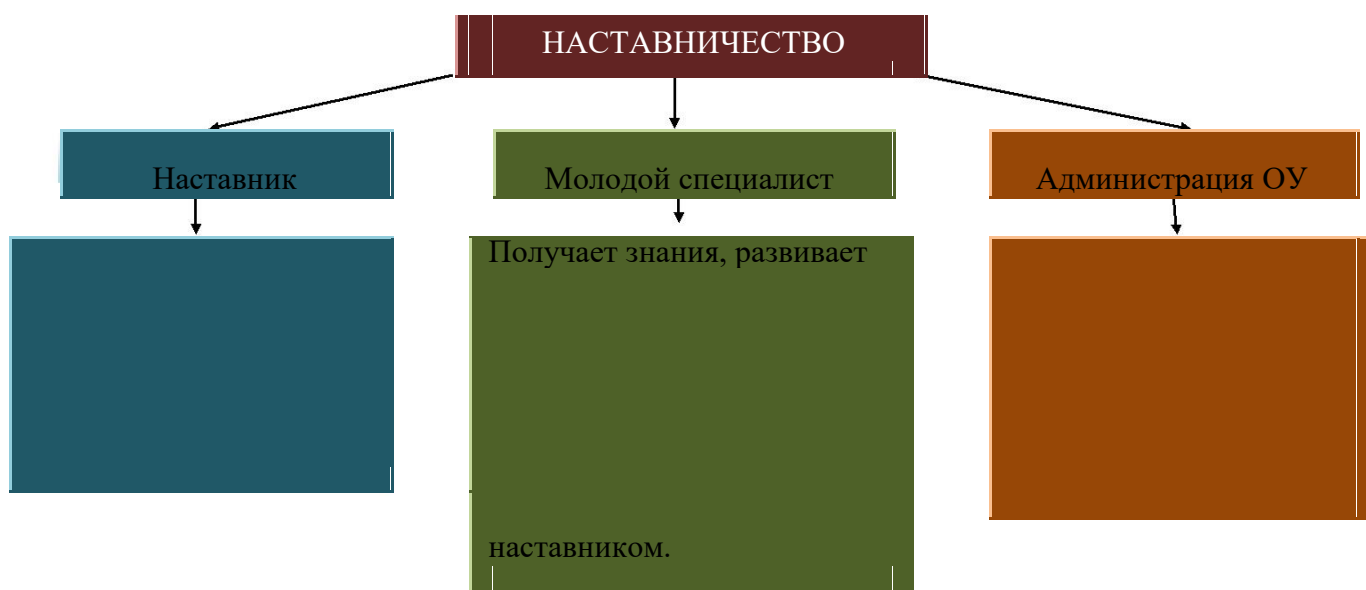 НАСТАВНИЧЕСТВО
Наставник
Молодой специалист
Администрация ОУ
Получает знания, развивает
наставником.